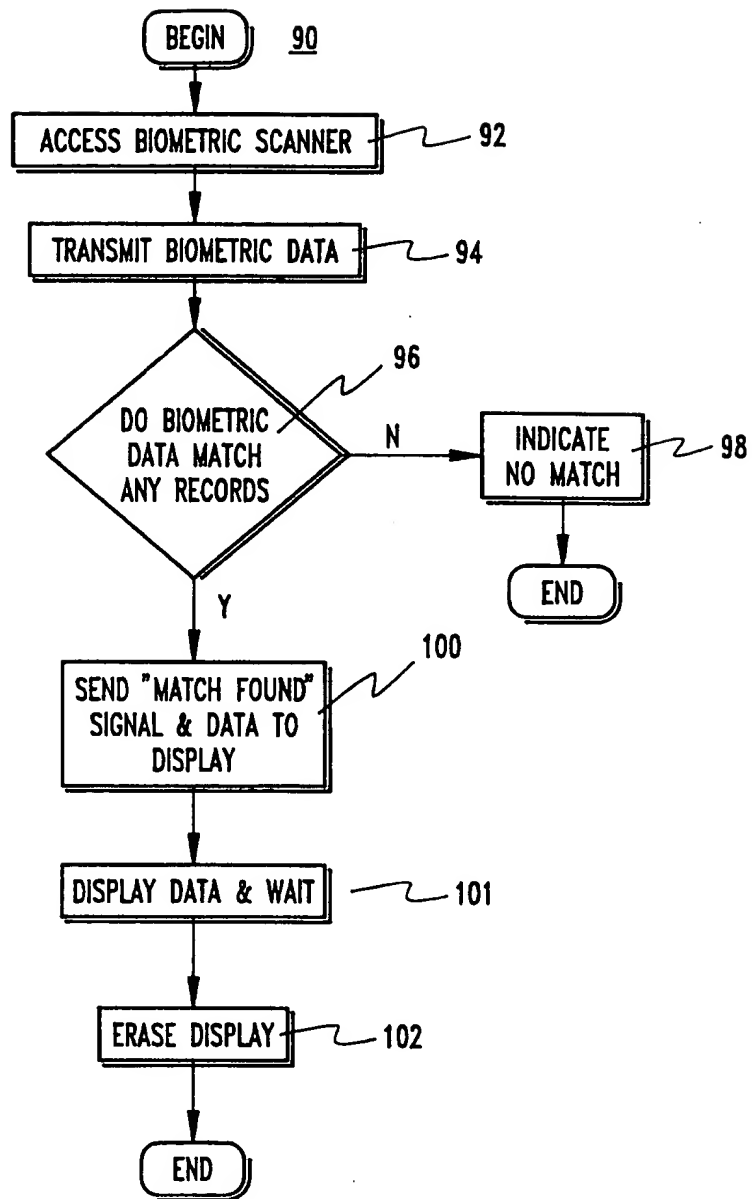 BEGIN
90
ACCESS BIOMETRIC SCANNER
92
TRANSMIT BIOMETRIC DATA
94
96
DO BIOMETRIC
DATA MATCH
ANY RECORDS
N
INDICATE
NO MATCH
98
END
Y
100
SEND "MATCH FOUND"
SIGNAL & DATA TO
DISPLAY
DISPLAY DATA & WAIT
101
ERASE DISPLAY
102
END